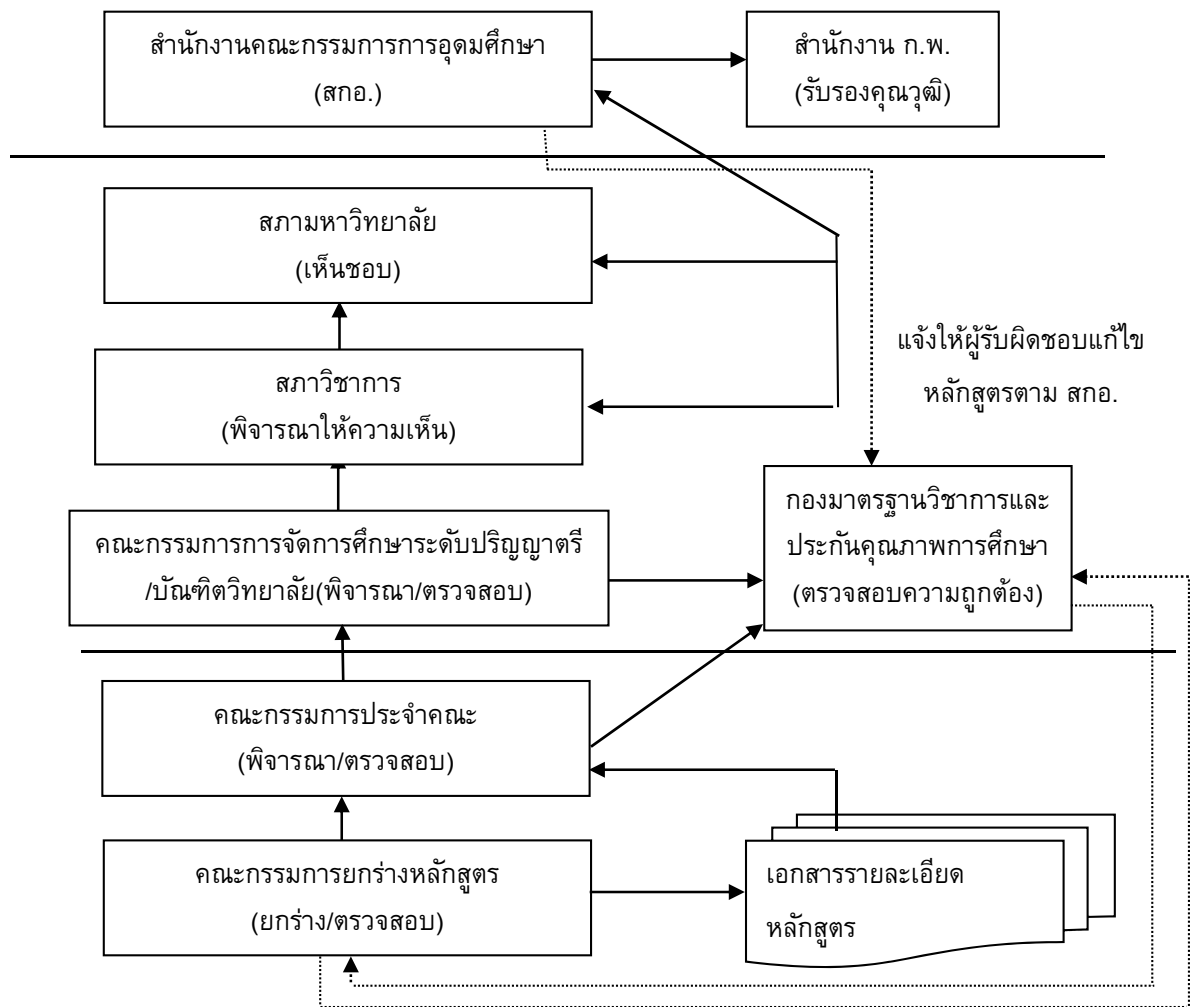 สำนักงานคณะกรรมการการอุดมศึกษา
(สกอ.)
สำนักงาน ก.พ.
(รับรองคุณวุฒิ)
สภามหาวิทยาลัย
(เห็นชอบ)
สภาวิชาการ
(พิจารณาให้ความเห็น)
แจ้งให้ผู้รับผิดชอบแก้ไข
หลักสูตรตาม สกอ.
คณะกรรมการการจัดการศึกษาระดับปริญญาตรี
/บัณฑิตวิทยาลัย(พิจารณา/ตรวจสอบ)
กองมาตรฐานวิชาการและ
ประกันคุณภาพการศึกษา
(ตรวจสอบความถูกต้อง)
คณะกรรมการประจำคณะ
(พิจารณา/ตรวจสอบ)
คณะกรรมการยกร่างหลักสูตร
(ยกร่าง/ตรวจสอบ)
เอกสารรายละเอียด
หลักสูตร